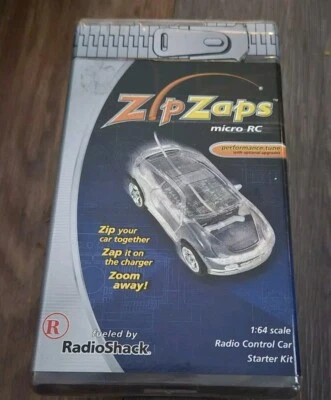 ZipZaps
micro RC
performance tune
with optional upgrades
Zip your
car together
Zap it on
the charger
Zoom
away!
R
fueled by
RadioShack®
1:64 scale
Radio Control Car
Starter Kit